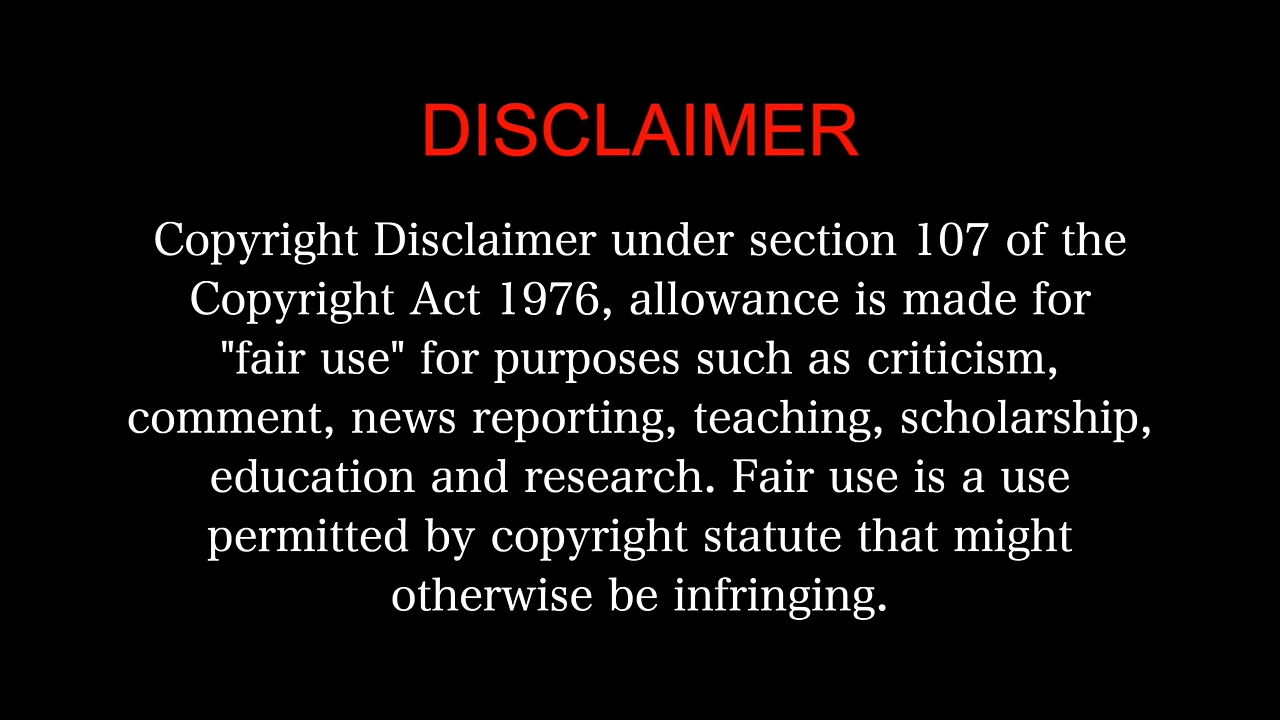 DISCLAIMER
Copyright Disclaimer under section 107 of the
Copyright Act 1976, allowance is made for
"fair use" for purposes such as criticism,
comment, news reporting, teaching, scholarship,
education and research. Fair use is a use
permitted by copyright statute that might
otherwise be infringing.